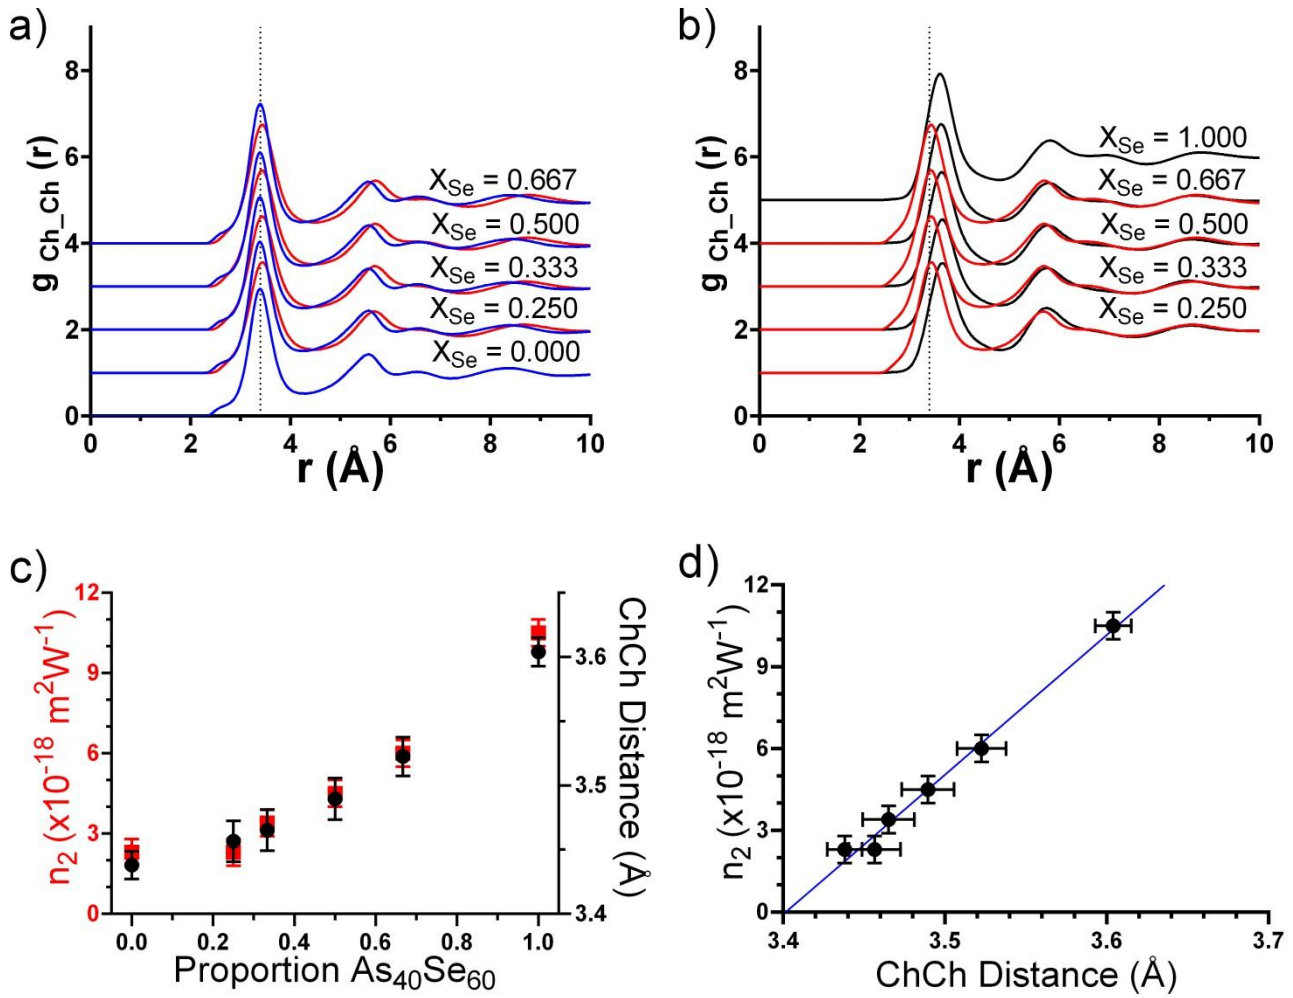 a)
g Ch_Ch (r)
8
6
4
2
0
X_Se = 0.667
X_Se = 0.500
X_Se = 0.333
X_Se = 0.250
X_Se = 0.000
0 2 4 6 8 10
r (Å)
b)
g Ch_Ch (r)
8
6
4
2
0
X_Se = 1.000
X_Se = 0.667
X_Se = 0.500
X_Se = 0.333
X_Se = 0.250
0 2 4 6 8 10
r (Å)
c)
n₂ (x10⁻¹⁸ m²W⁻¹)
12
9
6
3
0
ChCh Distance (Å)
3.6
3.5
3.4
0.0 0.2 0.4 0.6 0.8 1.0
Proportion As₄₀Se₆₀
d)
n₂ (x10⁻¹⁸ m²W⁻¹)
12
9
6
3
0
3.4 3.5 3.6 3.7
ChCh Distance (Å)